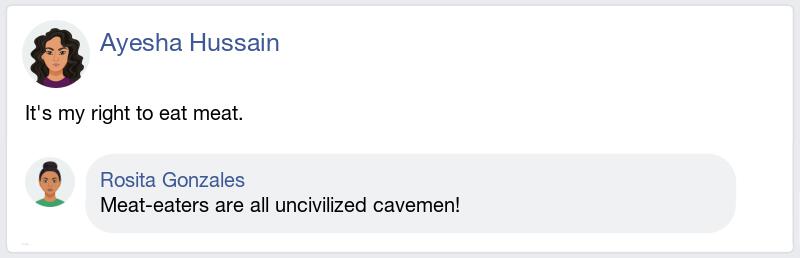 Ayesha Hussain
It's my right to eat meat.
Rosita Gonzales
Meat-eaters are all uncivilized cavemen!